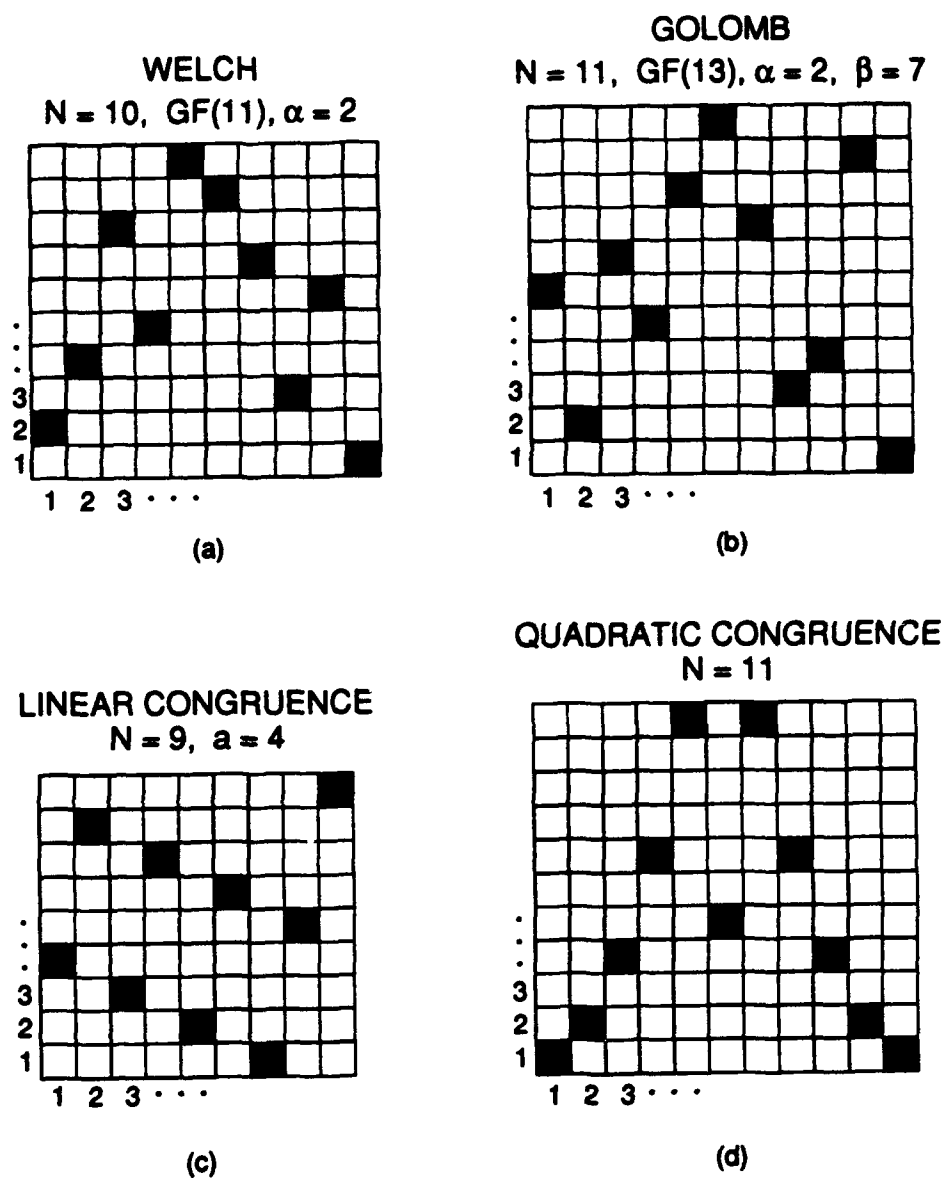 WELCH
N = 10, GF(11), α = 2
3
2
1
1 2 3 · · ·
(a)
GOLOMB
N = 11, GF(13), α = 2, β = 7
3
2
1
1 2 3 · · ·
(b)
LINEAR CONGRUENCE
N = 9, a = 4
3
2
1
1 2 3 · · ·
(c)
QUADRATIC CONGRUENCE
N = 11
3
2
1
1 2 3 · · ·
(d)